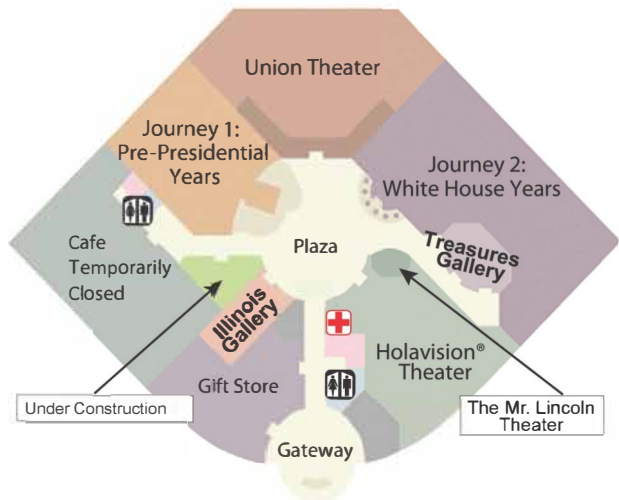 Union Theater
Journey 1:
Pre-Presidential
Years
Journey 2:
White House Years
Cafe
Temporarily
Closed
Plaza
Treasures
Gallery
Illinois
Gallery
Holavision®
Theater
Gift Store
Under Construction
The Mr. Lincoln
Theater
Gateway